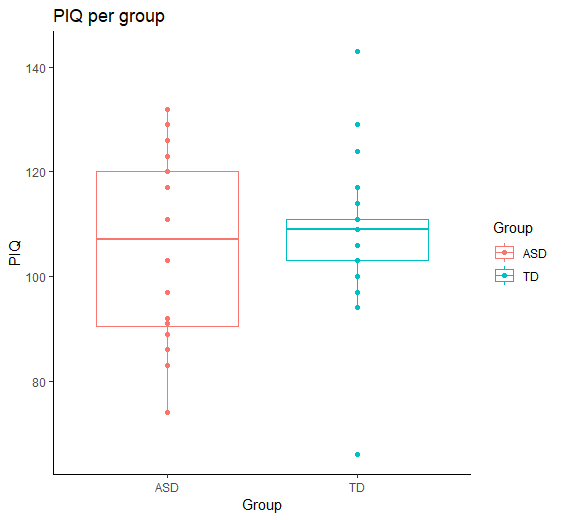 PIQ per group
140
120
100
80
PIQ
ASD
TD
Group
Group
ASD
TD